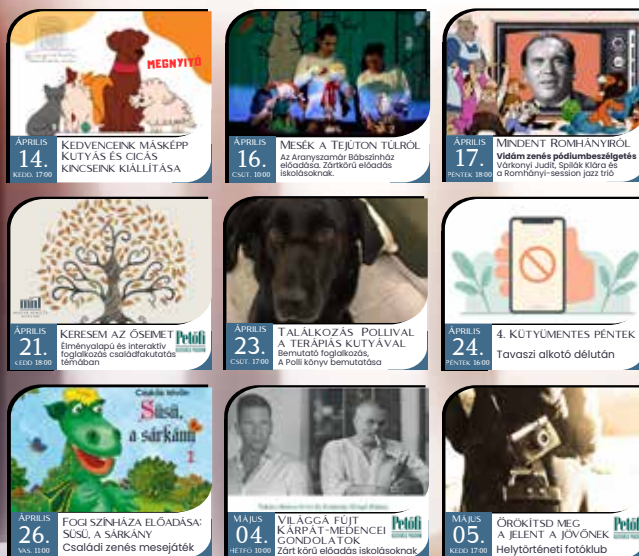 MEGNYITÓ
ÁPRILIS
14.
KEDD. 17:00
KEDVENCEINK MÁSKÉPP
KUTYÁS ÉS CICÁS
KINCSEINK KIÁLLÍTÁSA
ÁPRILIS
16.
CSÜT. 10:00
MESÉK A TEJÚTON TÚLRÓL
Az Aranyszamár Bábszínház
előadása. Zártkörű előadás
iskolásoknak.
ÁPRILIS
17.
PÉNTEK 18:00
MINDENT ROMHÁNYIRÓL
Vidám zenés pódiumbeszélgetés
Várkonyi Judit, Spilák Klára és
a Romhányi-session jazz trió
mnl
ÁPRILIS
21.
KEDD 18:00
KERESEM AZ ŐSEIMET
Petőfi
Élményalapú és interaktív
foglalkozás családfakutatás
témában
ÁPRILIS
23.
CSÜT. 17:00
TALÁLKOZÁS POLLIVAL
A TERÁPIÁS KUTYÁVAL
Bemutató foglalkozás,
A Polli könyv bemutatása
ÁPRILIS
24.
PÉNTEK 16:00
4. KÜTYÜMENTES PÉNTEK
Tavaszi alkotó délután
Csukás István
Süsü,
a sárkány
1
ÁPRILIS
26.
VAS. 11:00
FOGI SZÍNHÁZA ELŐADÁSA:
SÜSÜ, A SÁRKÁNY
Családi zenés mesejáték
MÁJUS
04.
HÉTFŐ 10:00
VILÁGGÁ FÚJT
KÁRPÁT-MEDENCEI
GONDOLATOK
Petőfi
Zárt körű előadás iskolásoknak
MÁJUS
05.
KEDD 17:00
ÖRÖKÍTSD MEG
A JELENT A JÖVŐNEK
Petőfi
Helytörténeti fotóklub